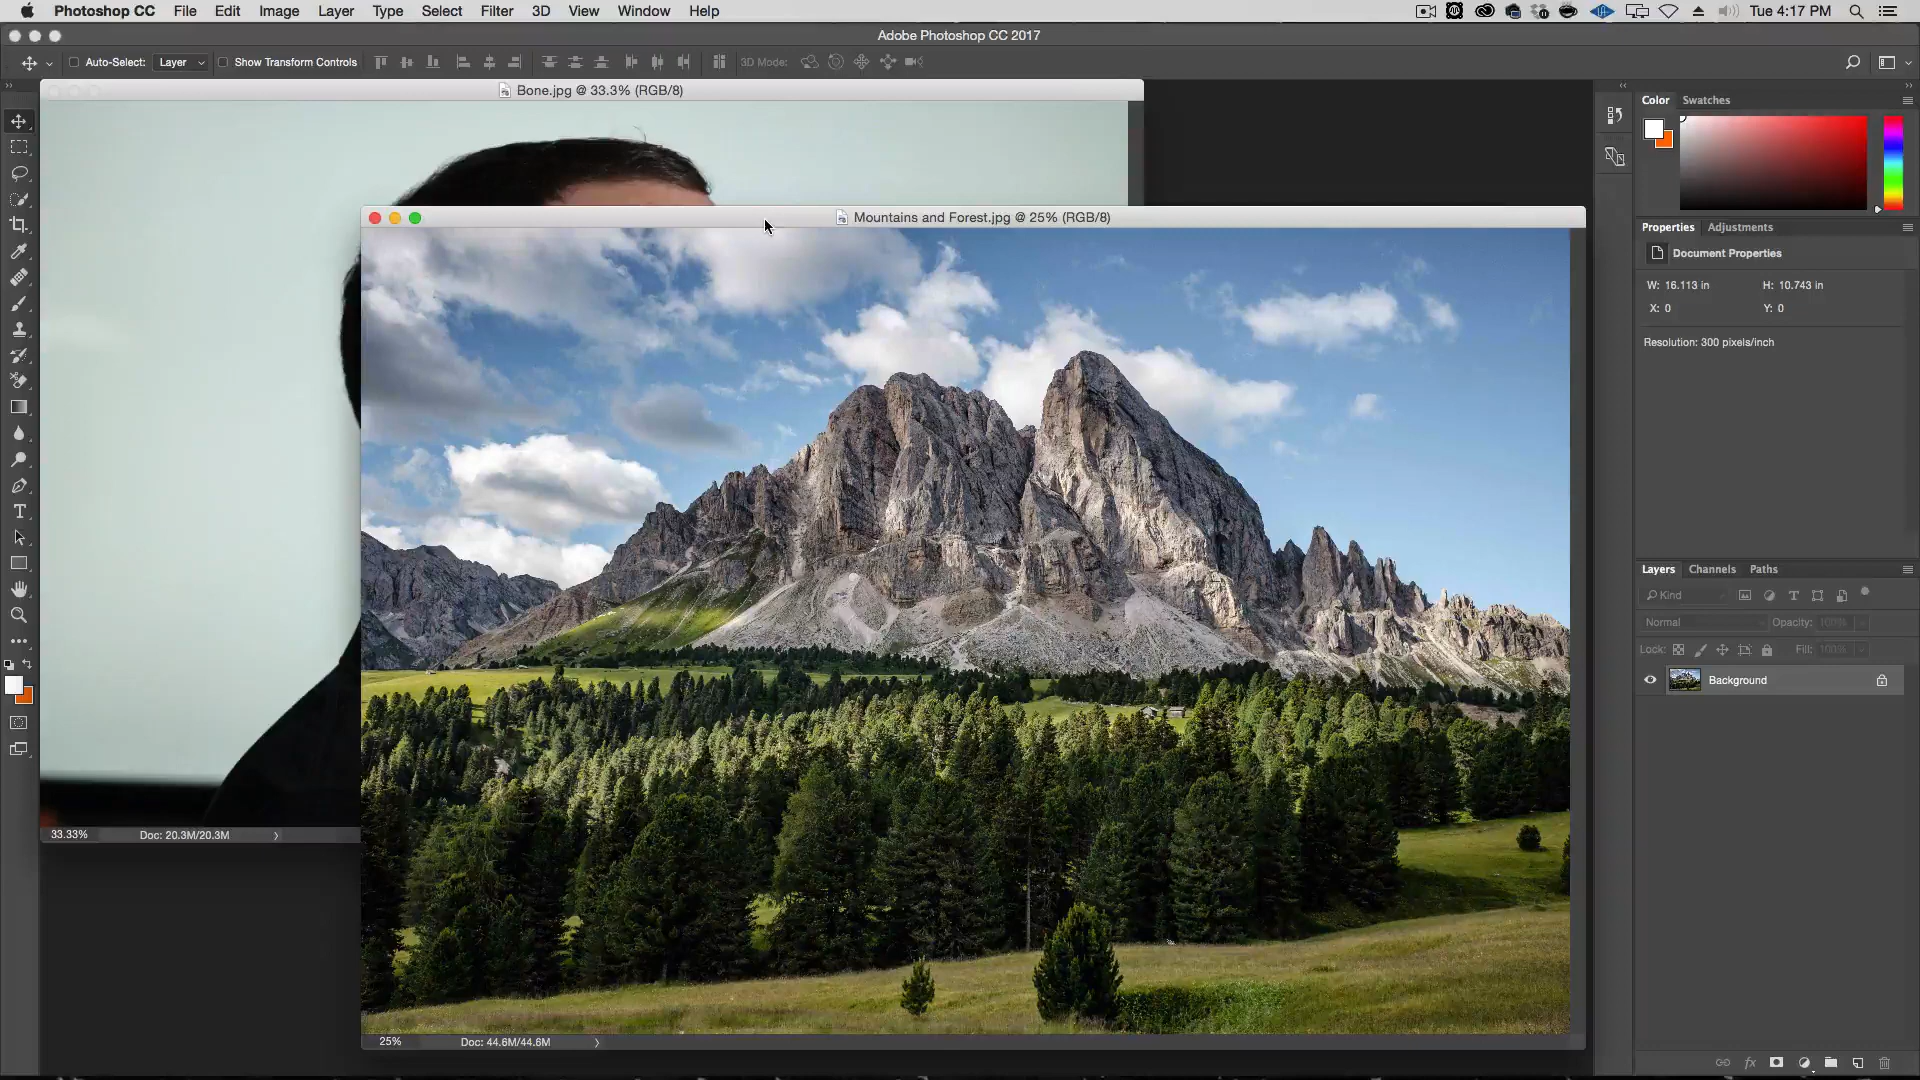 Photoshop CC File Edit Image Layer Type Select Filter 3D View Window Help Tue 4:17 PM
Adobe Photoshop CC 2017
Auto-Select: Layer Show Transform Controls 3D Mode:
Bone.jpg @ 33.3% (RGB/8)
Color Swatches
Mountains and Forest.jpg @ 25% (RGB/8)
Properties Adjustments
Document Properties
W: 16.113 in H: 10.743 in
X: 0 Y: 0
Resolution: 300 pixels/inch
Layers Channels Paths
Kind
Normal Opacity: 100%
Lock: Fill: 100%
Background
33.33% Doc: 20.3M/20.3M
25% Doc: 44.6M/44.6M
fx